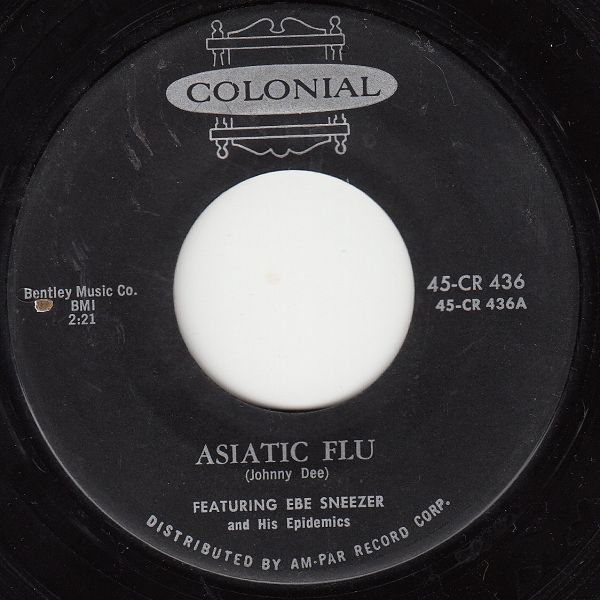 COLONIAL
Bentley Music Co.
BMI
2:21
45-CR 436
45-CR 436A
ASIATIC FLU
(Johnny Dee)
FEATURING EBE SNEEZER
and His Epidemics
DISTRIBUTED BY AM-PAR RECORD CORP.